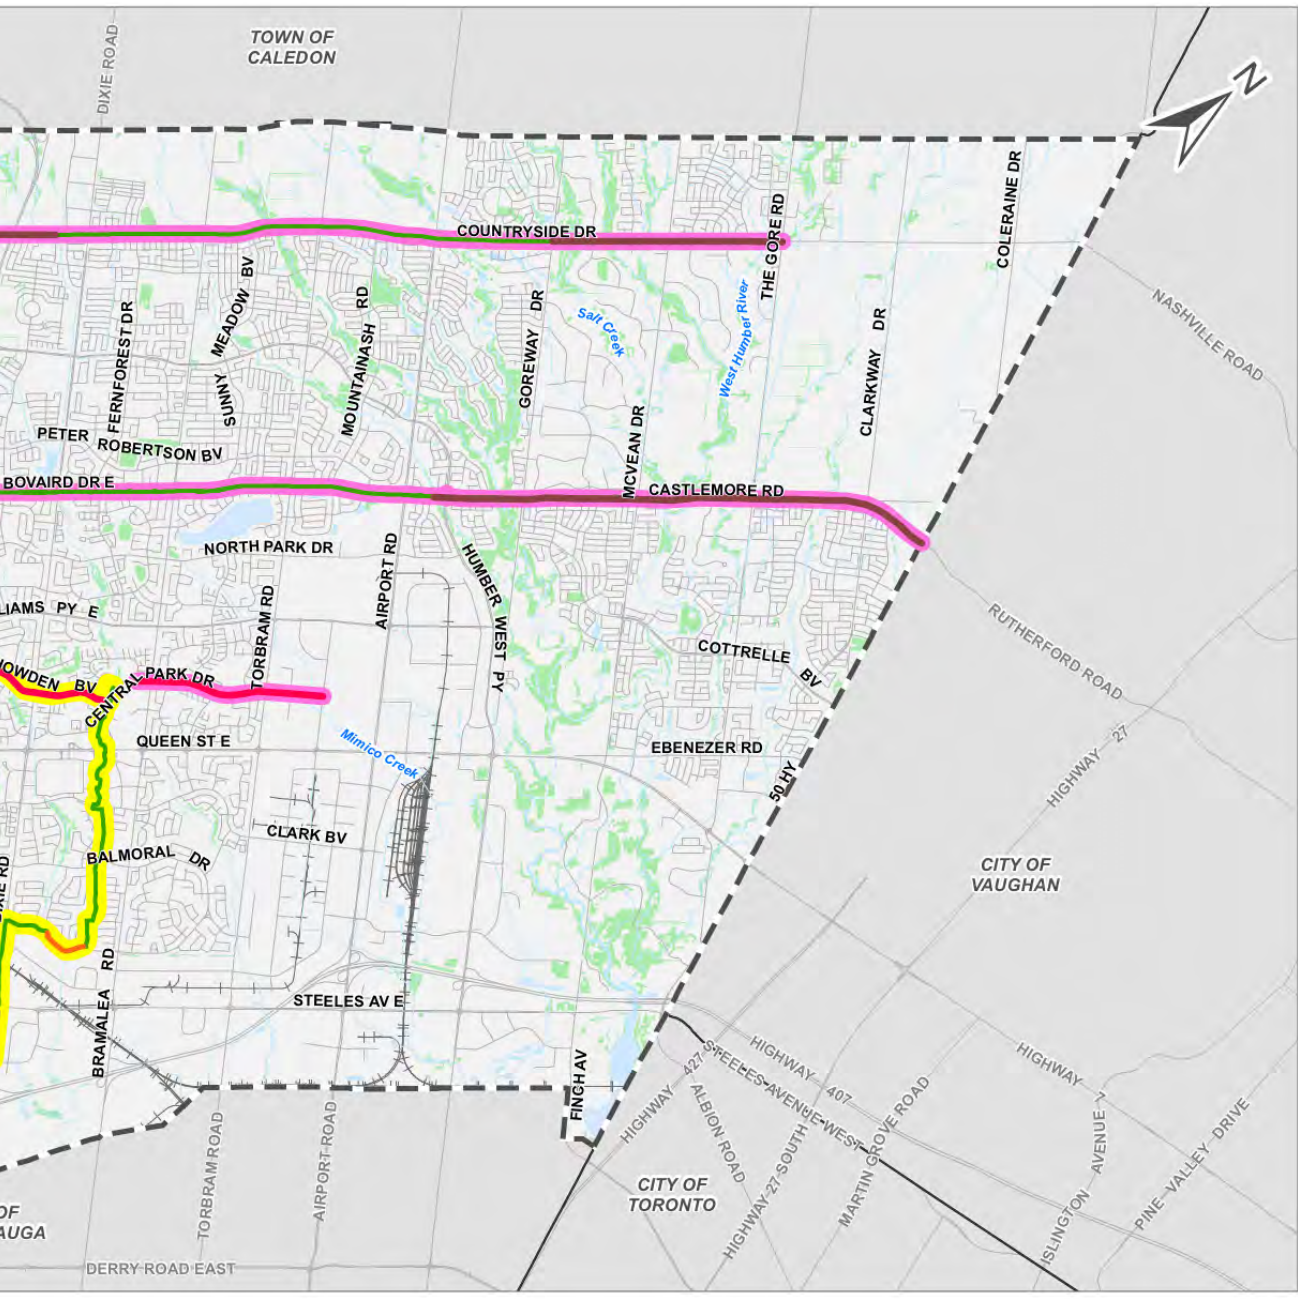 TOWN OF
CALEDON
DIXIE ROAD
N
COLERAINE DR
COUNTRYSIDE DR
THE GORE RD
SUNNY MEADOW BV
MOUNTAINASH RD
GOREWAY DR
Salt Creek
West Humber River
CLARKWAY DR
NASHVILLE ROAD
FERNFOREST DR
PETER ROBERTSON BV
MCVEAN DR
BOVAIRD DR E
CASTLEMORE RD
NORTH PARK DR
AIRPORT RD
HUMBER WEST PY
TORBRAM RD
LIAMS PY E
RUTHERFORD ROAD
COTTRELLE BV
OWDEN BV
CENTRAL PARK DR
QUEEN ST E
Mimico Creek
EBENEZER RD
HIGHWAY 27
50 HY
CLARK BV
BALMORAL DR
XIE RD
CITY OF
VAUGHAN
BRAMALEA RD
STEELES AV E
FINCH AV
HIGHWAY 427
STEELES AVENUE WEST
HIGHWAY 407
HIGHWAY 7
ALBION ROAD
HIGHWAY 27 SOUTH
MARTIN GROVE ROAD
ISLINGTON AVENUE
PINE VALLEY DRIVE
TORBRAM ROAD
AIRPORT ROAD
CITY OF
TORONTO
OF
AUGA
DERRY ROAD EAST